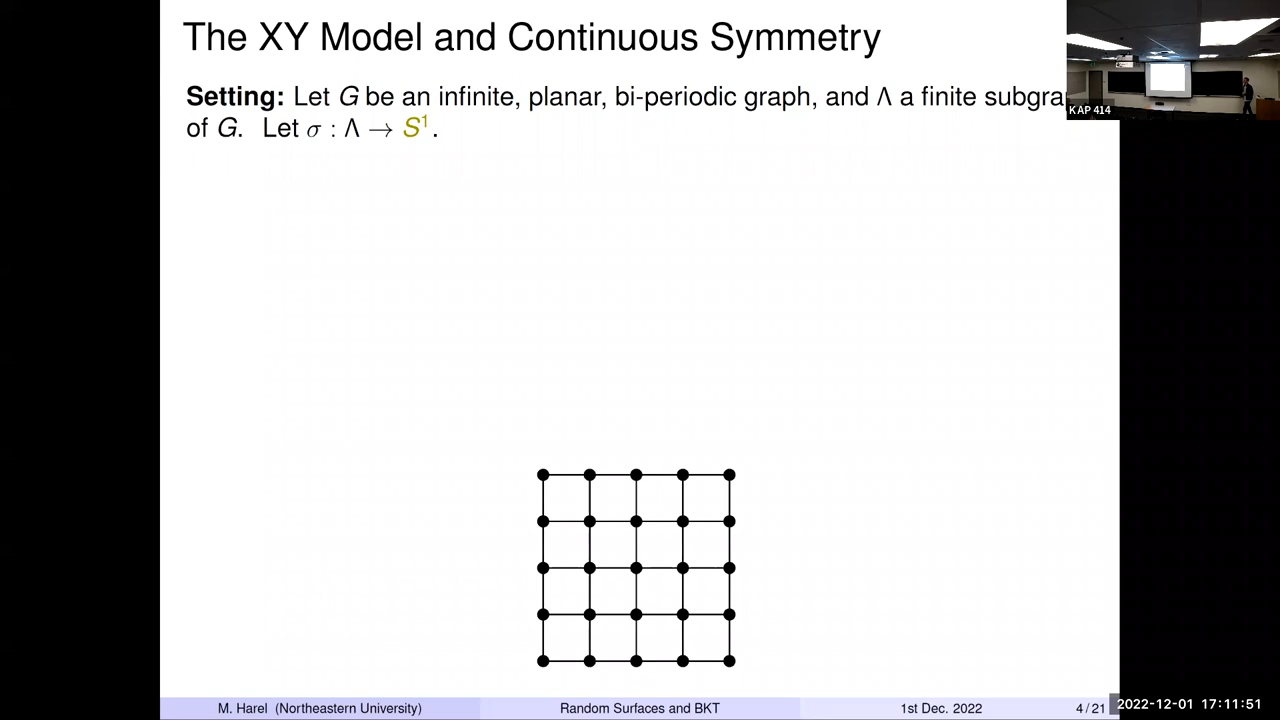 The XY Model and Continuous Symmetry
Setting: Let G be an infinite, planar, bi-periodic graph, and Λ a finite subgra
of G. Let σ : Λ → S¹.
KAP 414
M. Harel (Northeastern University) Random Surfaces and BKT 1st Dec. 2022 4 / 21
2022-12-01 17:11:51